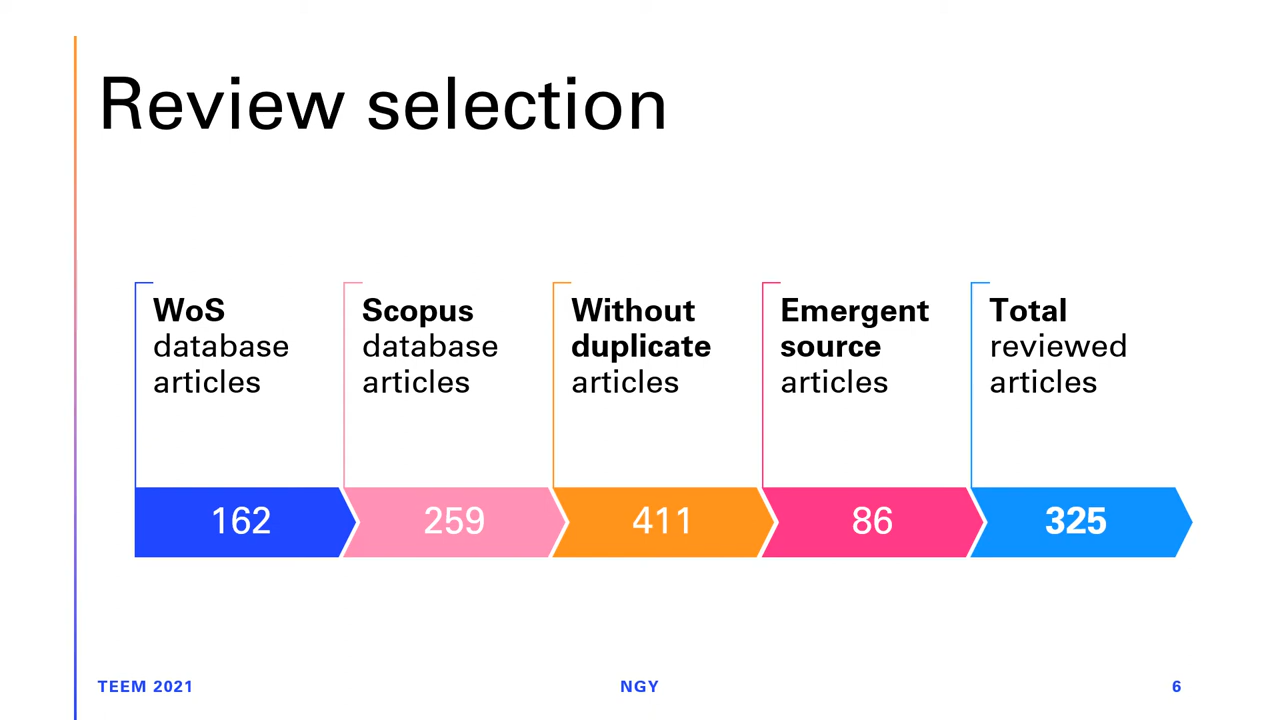 Review selection
WoS
database
articles
Scopus
database
articles
Without
duplicate
articles
Emergent
source
articles
Total
reviewed
articles
162
259
411
86
325
TEEM 2021
NGY
6